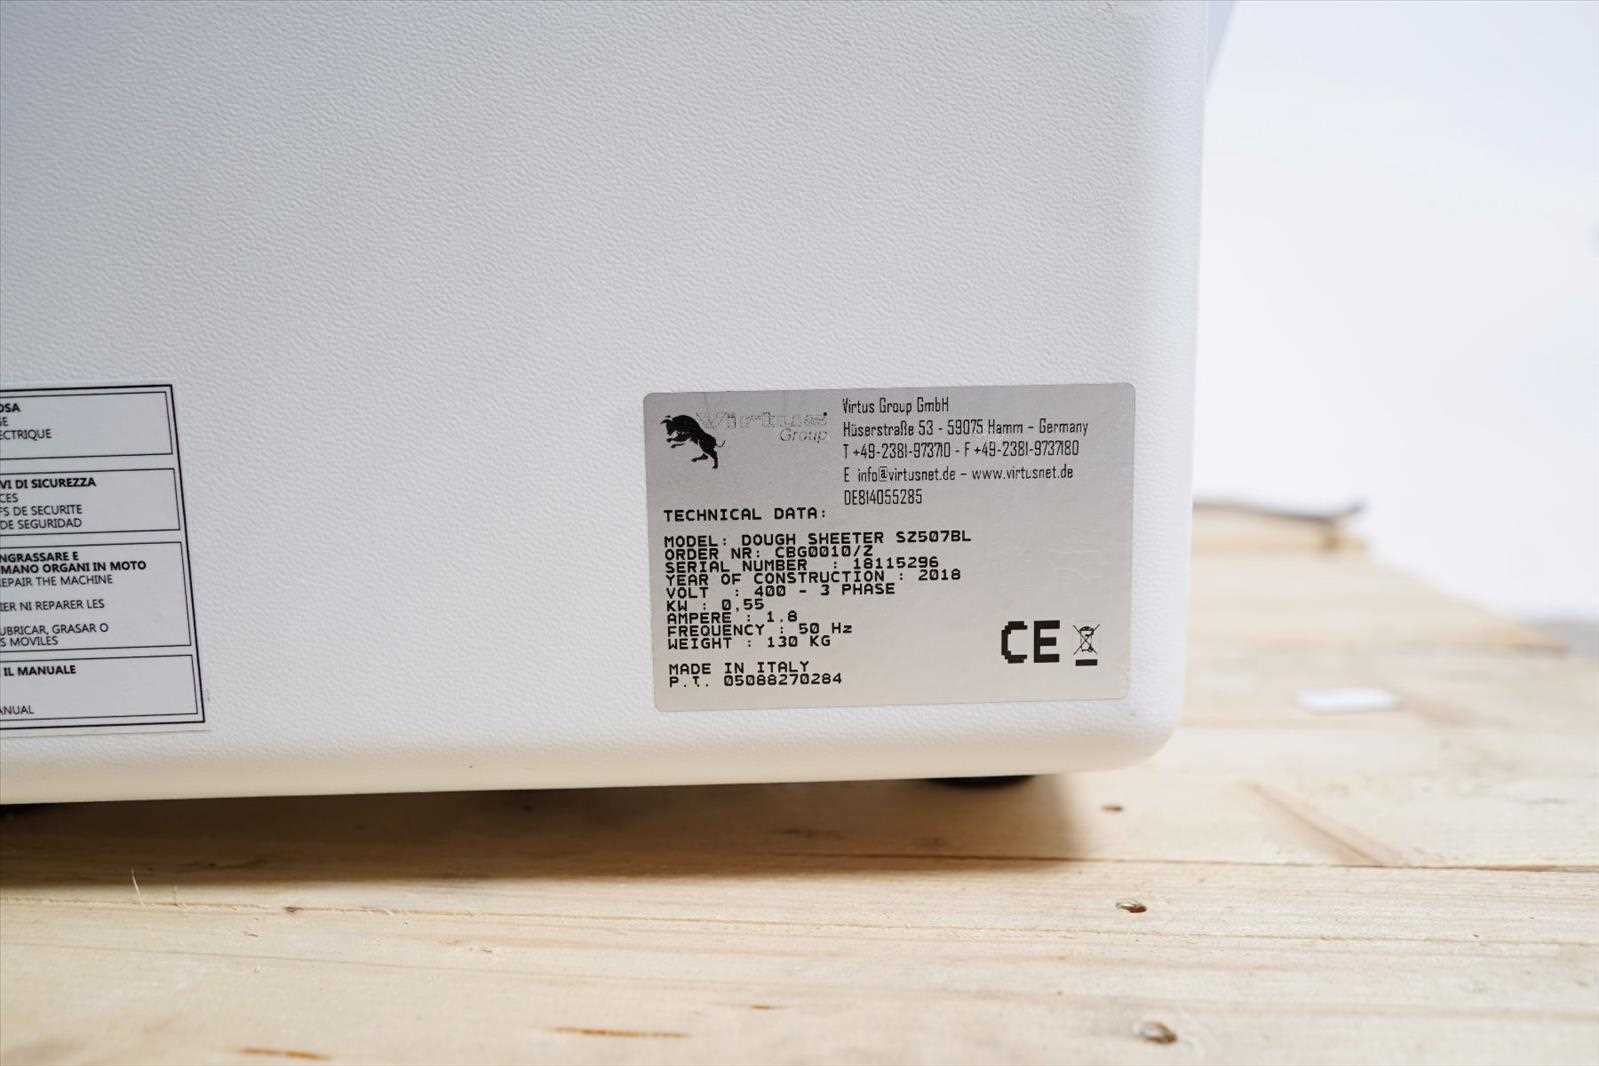 OSA
GE
ECTRIQUE
VI DI SICUREZZA
CES
FS DE SECURITE
DE SEGURIDAD
NGRASSARE E
MANO ORGANI IN MOTO
REPAIR THE MACHINE
IER NI REPARER LES
UBRICAR, GRASAR O
S MOVILES
IL MANUALE
ANUAL
Virtus
Group
Virtus Group GmbH
Hüserstraße 53 - 59075 Hamm - Germany
T +49-2381-973710 - F +49-2381-9737180
E info@virtusnet.de - www.virtusnet.de
DE814055285
TECHNICAL DATA:
MODEL: DOUGH SHEETER SZ507BL
ORDER NR: CBG0010/Z
SERIAL NUMBER : 18115296
YEAR OF CONSTRUCTION : 2018
VOLT : 400 - 3 PHASE
KW : 0,55
AMPERE : 1.8
FREQUENCY : 50 Hz
WEIGHT : 130 KG
CE
MADE IN ITALY
P.I. 05088270284